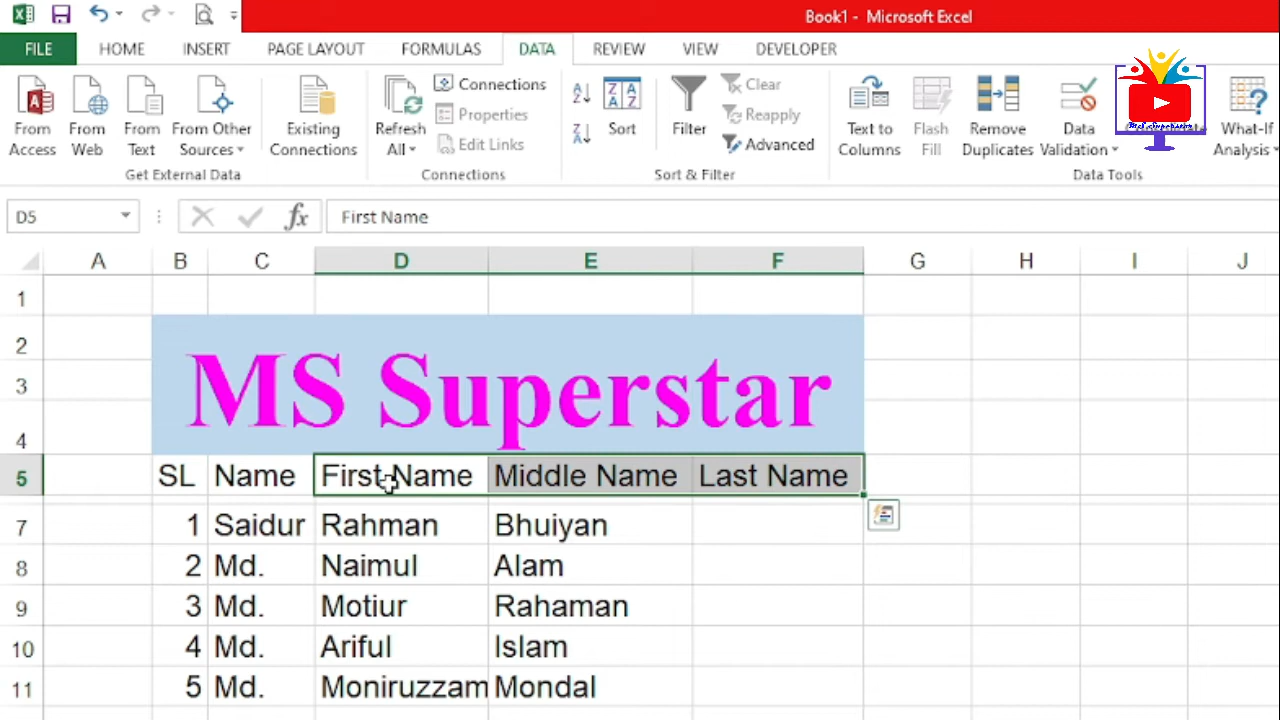 Book1 - Microsoft Excel
FILE HOME INSERT PAGE LAYOUT FORMULAS DATA REVIEW VIEW DEVELOPER
From Access
From Web
From Text
From Other Sources
Get External Data
Existing Connections
Refresh All
Connections
Properties
Edit Links
Connections
A Z
Z A
Z A A Z
Sort
Filter
Clear
Reapply
Advanced
Sort & Filter
Text to Columns
Flash Fill
Remove Duplicates
Data Validation
What-If Analysis
Data Tools
D5 fx First Name
A B C D E F G H I J
1
2
3
4
MS Superstar
5 SL Name First Name Middle Name Last Name
7 1 Saidur Rahman Bhuiyan
8 2 Md. Naimul Alam
9 3 Md. Motiur Rahaman
10 4 Md. Ariful Islam
11 5 Md. Moniruzzam Mondal